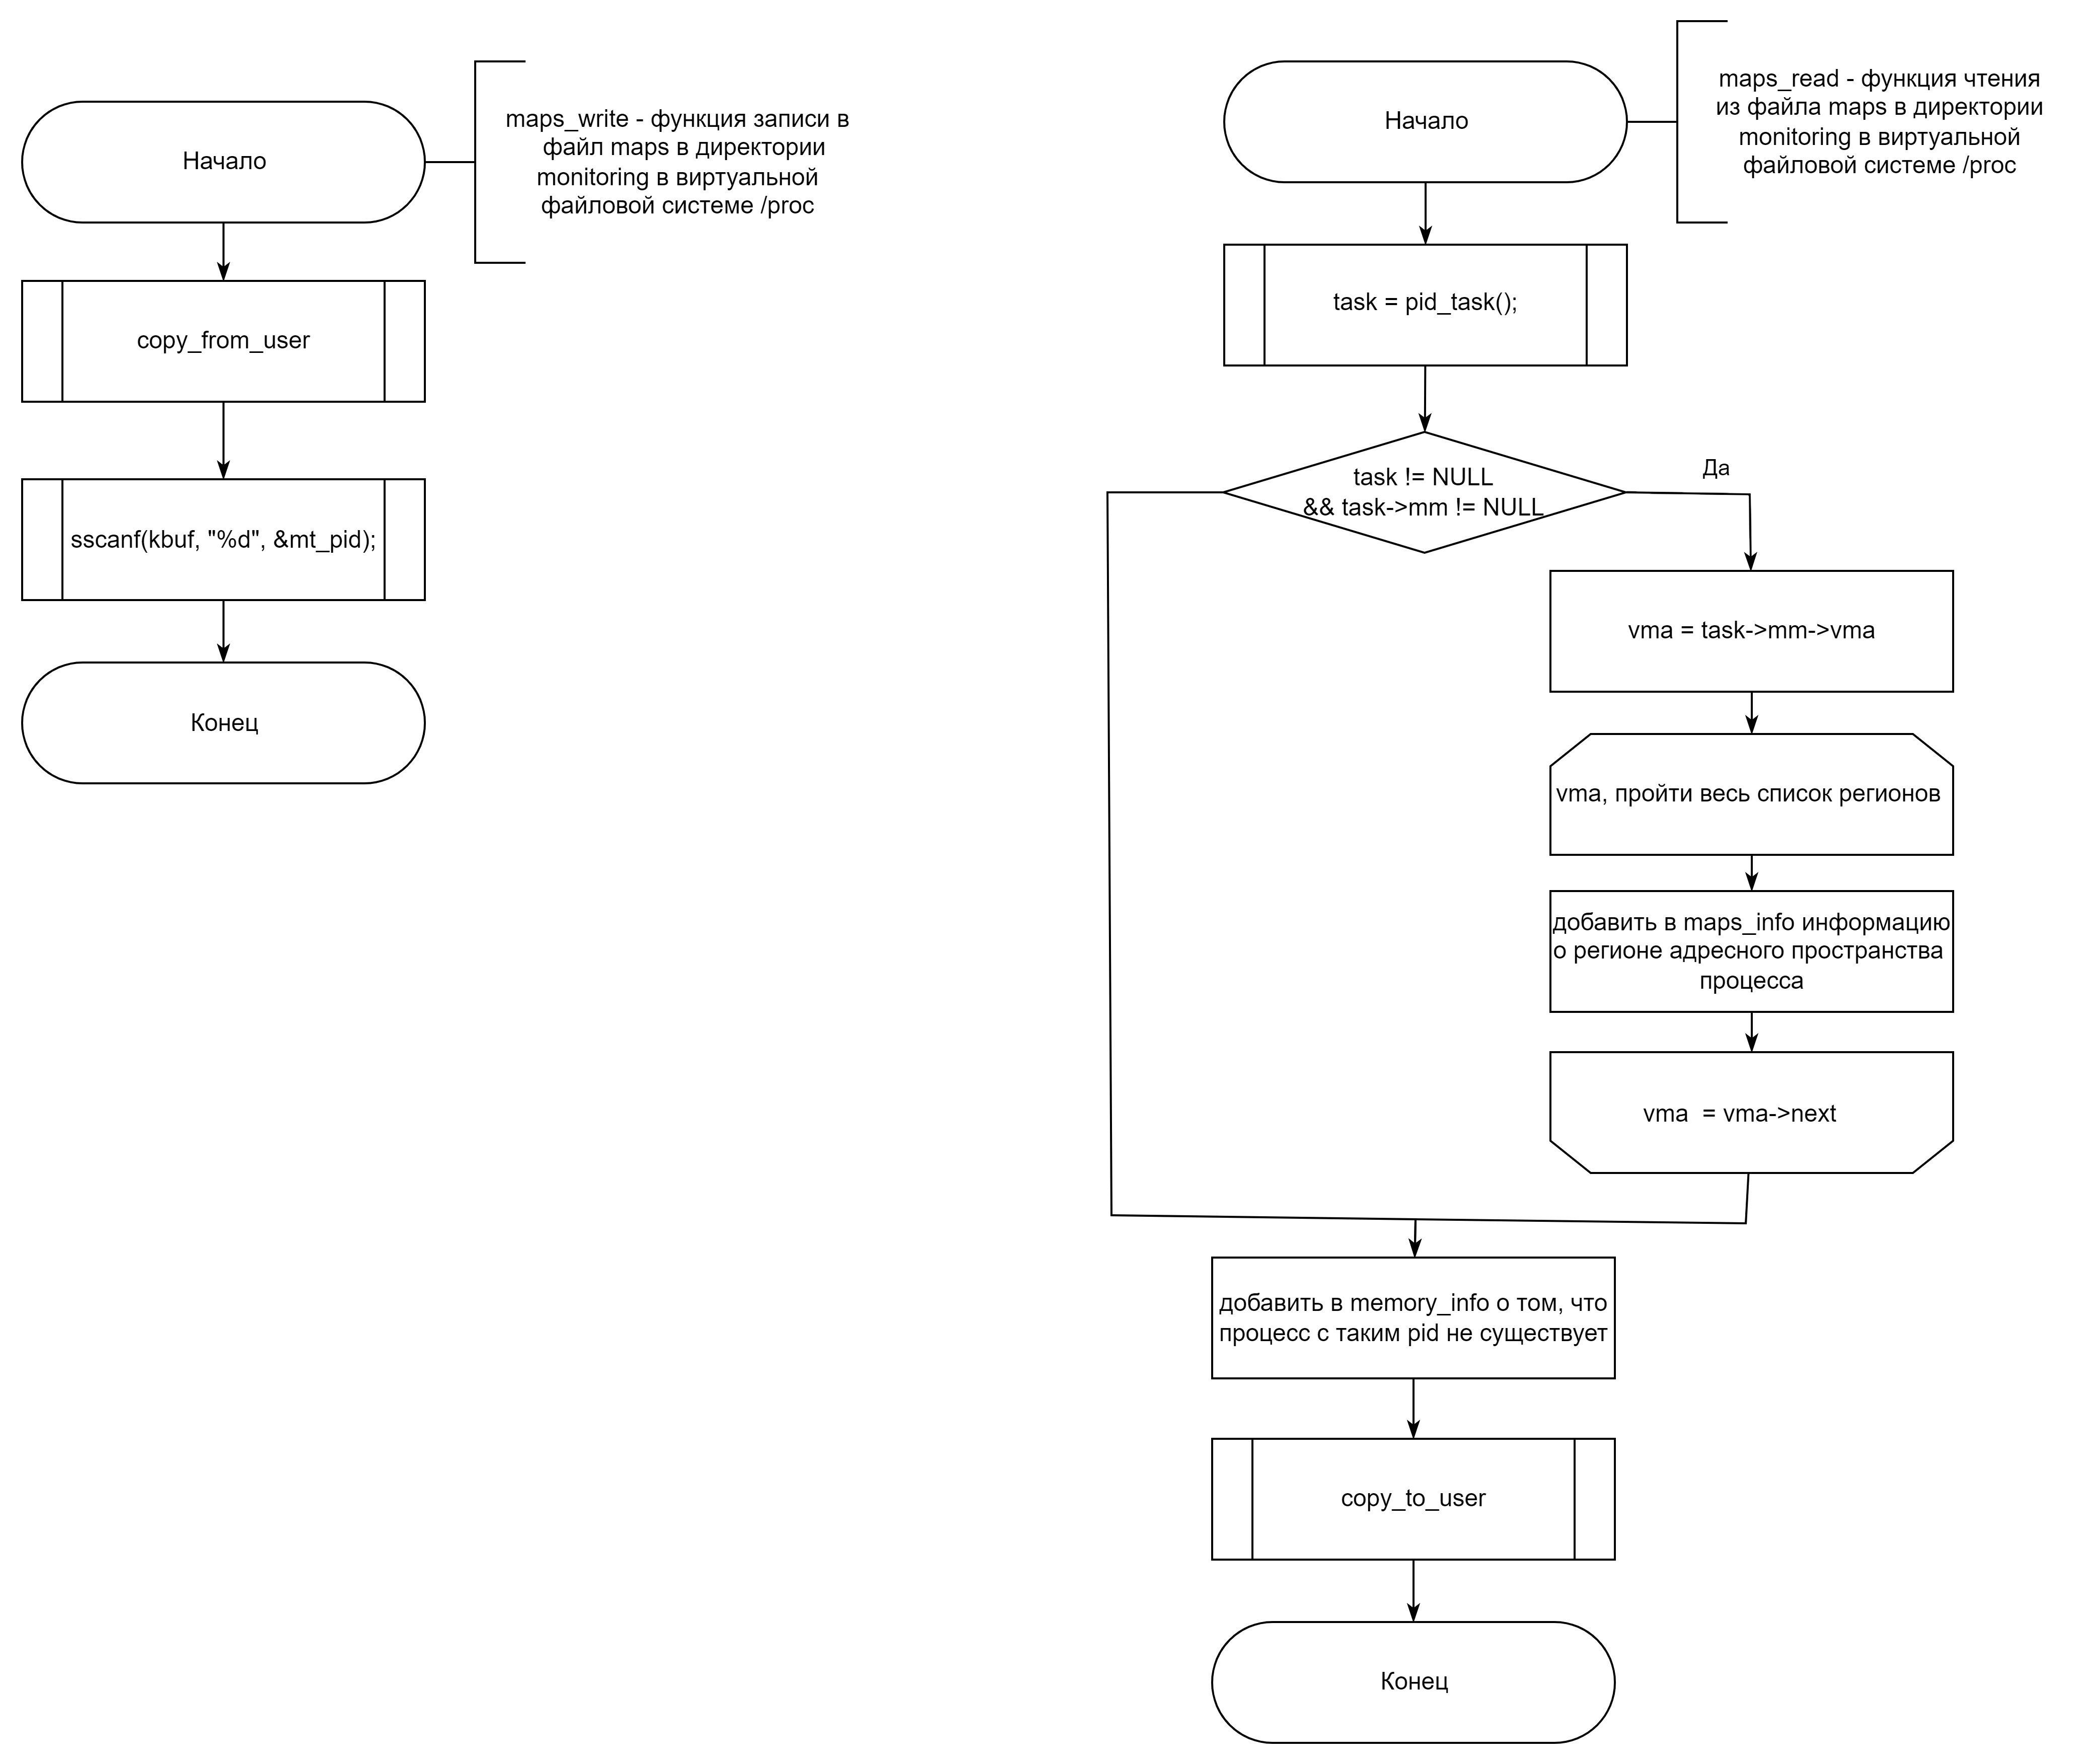 Начало
maps_write - функция записи в
файл maps в директории
monitoring в виртуальной
файловой системе /proc
copy_from_user
sscanf(kbuf, "%d", &mt_pid);
Конец
Начало
maps_read - функция чтения
из файла maps в директории
monitoring в виртуальной
файловой системе /proc
task = pid_task();
task != NULL
&& task->mm != NULL
Да
vma = task->mm->vma
vma, пройти весь список регионов
добавить в maps_info информацию
о регионе адресного пространства
процесса
vma  = vma->next
добавить в memory_info о том, что
процесс с таким pid не существует
copy_to_user
Конец